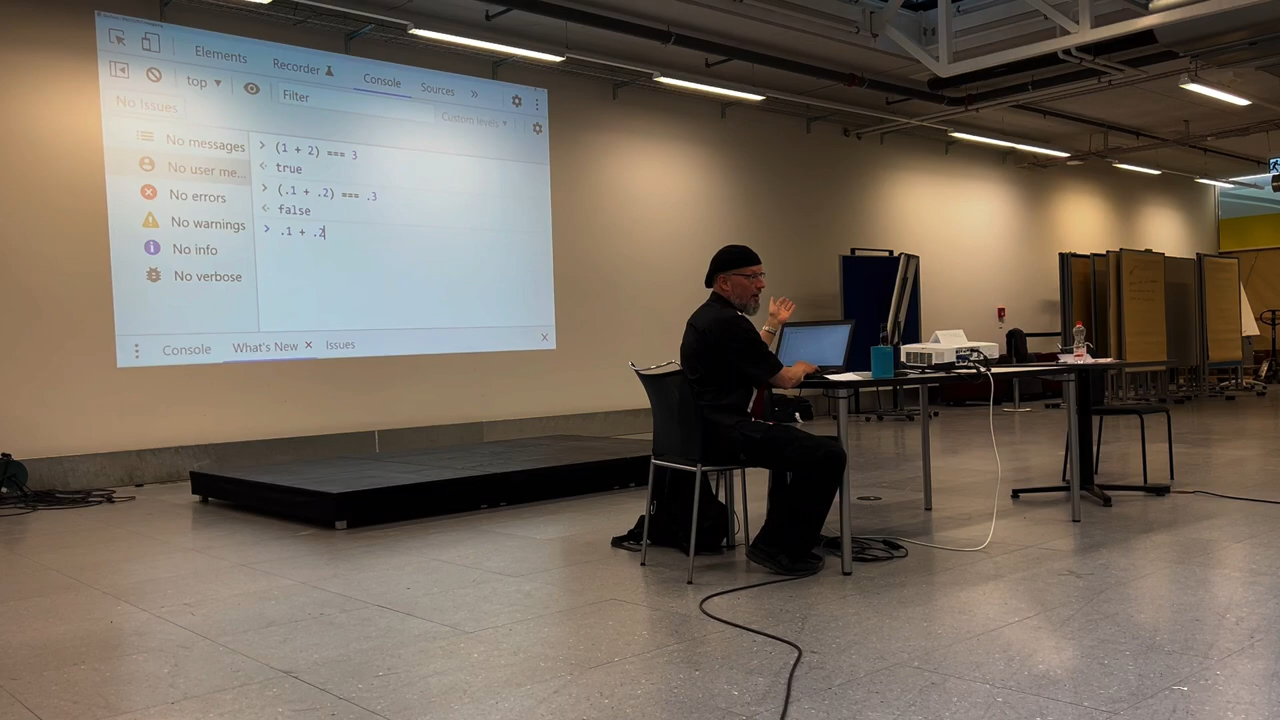 Elements Recorder Console Sources »
top ▼ Filter
No Issues Custom levels ▼
No messages
No user me...
No errors
No warnings
No info
No verbose
> (1 + 2) === 3
< true
> (.1 + .2) === .3
< false
> .1 + .2
Console What's New × Issues ×